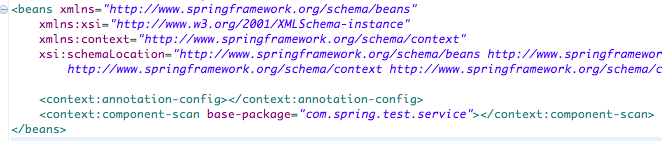 <beans xmlns="http://www.springframework.org/schema/beans"
xmlns:xsi="http://www.w3.org/2001/XMLSchema-instance"
xmlns:context="http://www.springframework.org/schema/context"
xsi:schemaLocation="http://www.springframework.org/schema/beans http://www.springframewor
http://www.springframework.org/schema/context http://www.springframework.org/schema/c
<context:annotation-config></context:annotation-config>
<context:component-scan base-package="com.spring.test.service"></context:component-scan>
</beans>